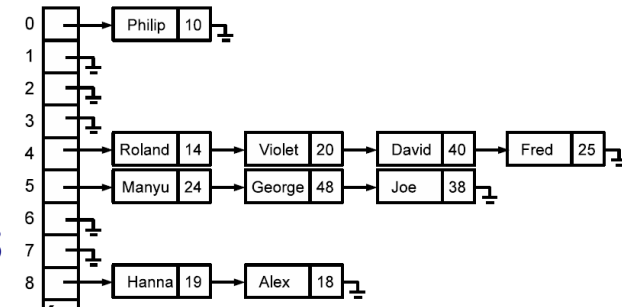 0 Philip 10
1
2
3
4 Roland 14 Violet 20 David 40 Fred 25
5 Manyu 24 George 48 Joe 38
6
7
8 Hanna 19 Alex 18